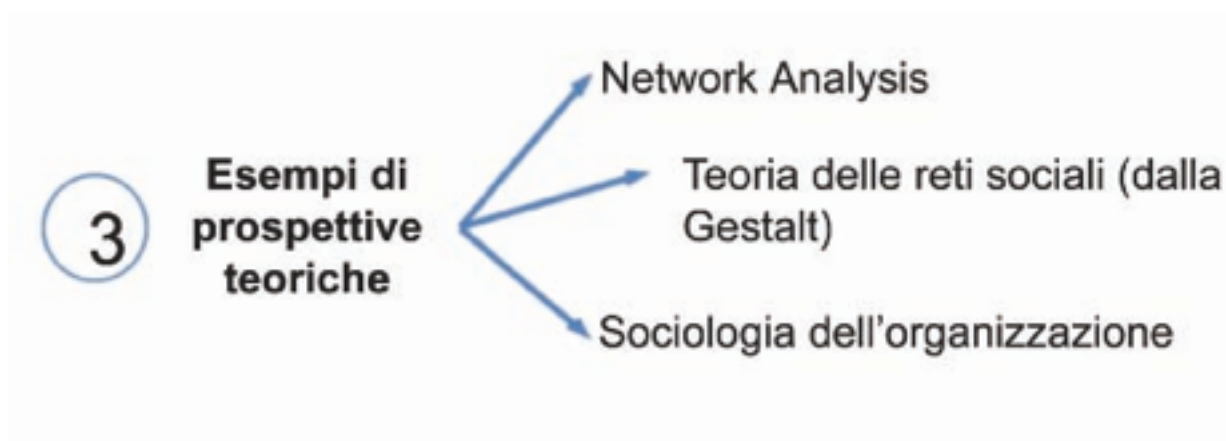 3
Esempi di
prospettive
teoriche
Network Analysis
Teoria delle reti sociali (dalla
Gestalt)
Sociologia dell'organizzazione